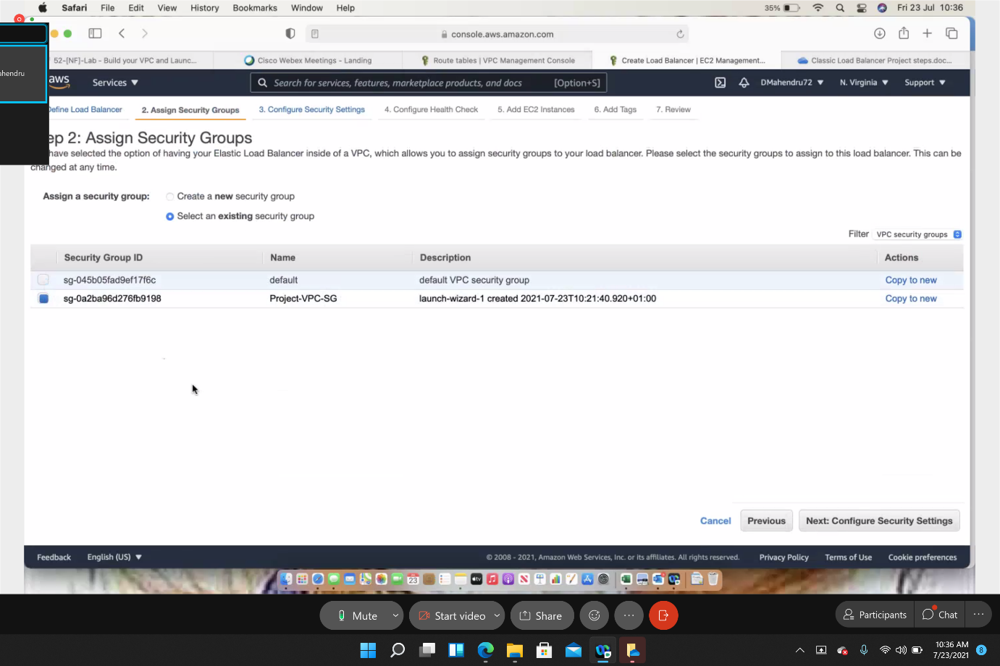 Safari File Edit View History Bookmarks Window Help 35% Fri 23 Jul 10:36
console.aws.amazon.com
52-[NF]-Lab - Build your VPC and Launc... Cisco Webex Meetings - Landing Route tables | VPC Management Console Create Load Balancer | EC2 Management... Classic Load Balancer Project steps.doc...
ahendru
aws Services Search for services, features, marketplace products, and docs [Option+S] DMahendru72 N. Virginia Support
efine Load Balancer 2. Assign Security Groups 3. Configure Security Settings 4. Configure Health Check 5. Add EC2 Instances 6. Add Tags 7. Review
ep 2: Assign Security Groups
have selected the option of having your Elastic Load Balancer inside of a VPC, which allows you to assign security groups to your load balancer. Please select the security groups to assign to this load balancer. This can be
changed at any time.
Assign a security group: Create a new security group
Select an existing security group
Filter VPC security groups
Security Group ID Name Description Actions
sg-045b05fad9ef17f6c default default VPC security group Copy to new
sg-0a2ba96d276fb9198 Project-VPC-SG launch-wizard-1 created 2021-07-23T10:21:40.920+01:00 Copy to new
Cancel Previous Next: Configure Security Settings
Feedback English (US) © 2008 - 2021, Amazon Web Services, Inc. or its affiliates. All rights reserved. Privacy Policy Terms of Use Cookie preferences
23 tv
Mute Start video Share Participants Chat
10:36 AM
7/23/2021 8